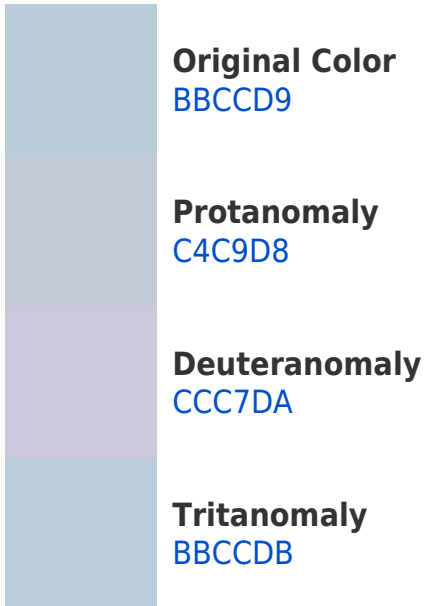 Original Color
BBCCD9
Protanomaly
C4C9D8
Deuteranomaly
CCC7DA
Tritanomaly
BBCCDB